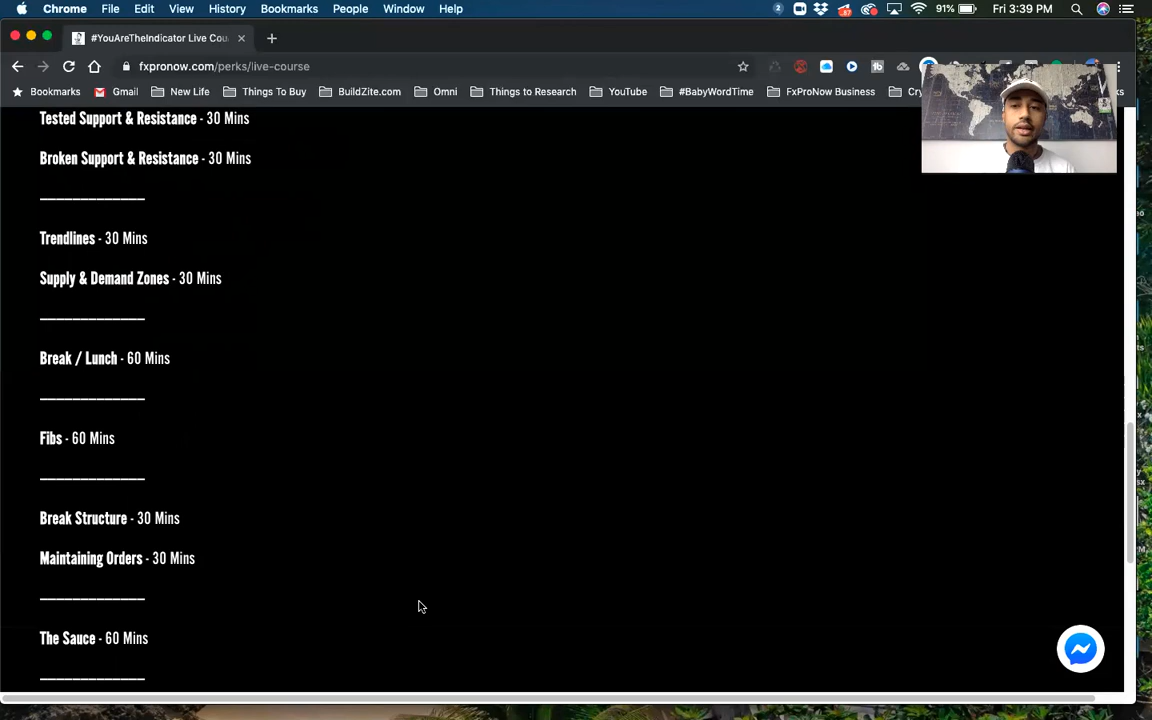 Chrome File Edit View History Bookmarks People Window Help
2
91%
Fri 3:39 PM
#YouAreTheIndicator Live Cou
fxpronow.com/perks/live-course
Bookmarks Gmail New Life Things To Buy BuildZite.com Omni Things to Research YouTube #BabyWordTime FxProNow Business Cry
Tested Support & Resistance - 30 Mins
Broken Support & Resistance - 30 Mins
Trendlines - 30 Mins
Supply & Demand Zones - 30 Mins
Break / Lunch - 60 Mins
Fibs - 60 Mins
Break Structure - 30 Mins
Maintaining Orders - 30 Mins
The Sauce - 60 Mins